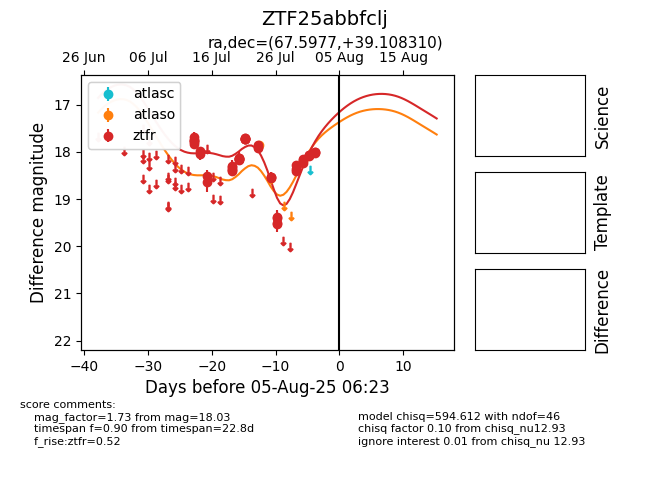 ZTF25abbfclj
ra,dec=(67.5977,+39.108310)
26 Jun 06 Jul 16 Jul 26 Jul 05 Aug 15 Aug
atlasc
atlaso
ztfr
17
18
19
20
21
22
Difference magnitude
−40 −30 −20 −10 0 10
Days before 05-Aug-25 06:23
Science
Template
Difference
score comments:
mag_factor=1.73 from mag=18.03
timespan f=0.90 from timespan=22.8d
f_rise:ztfr=0.52
model chisq=594.612 with ndof=46
chisq factor 0.10 from chisq_nu12.93
ignore interest 0.01 from chisq_nu 12.93